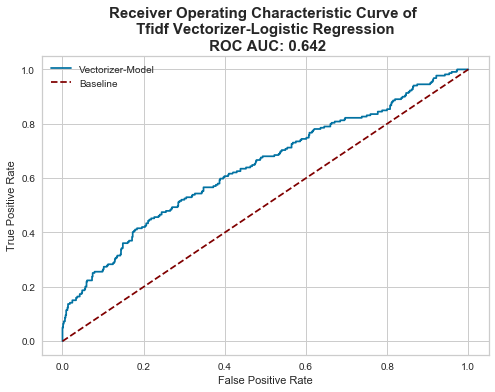 Receiver Operating Characteristic Curve of
Tfidf Vectorizer-Logistic Regression
ROC AUC: 0.642
Vectorizer-Model
Baseline
True Positive Rate
1.0
0.8
0.6
0.4
0.2
0.0
0.0 0.2 0.4 0.6 0.8 1.0
False Positive Rate